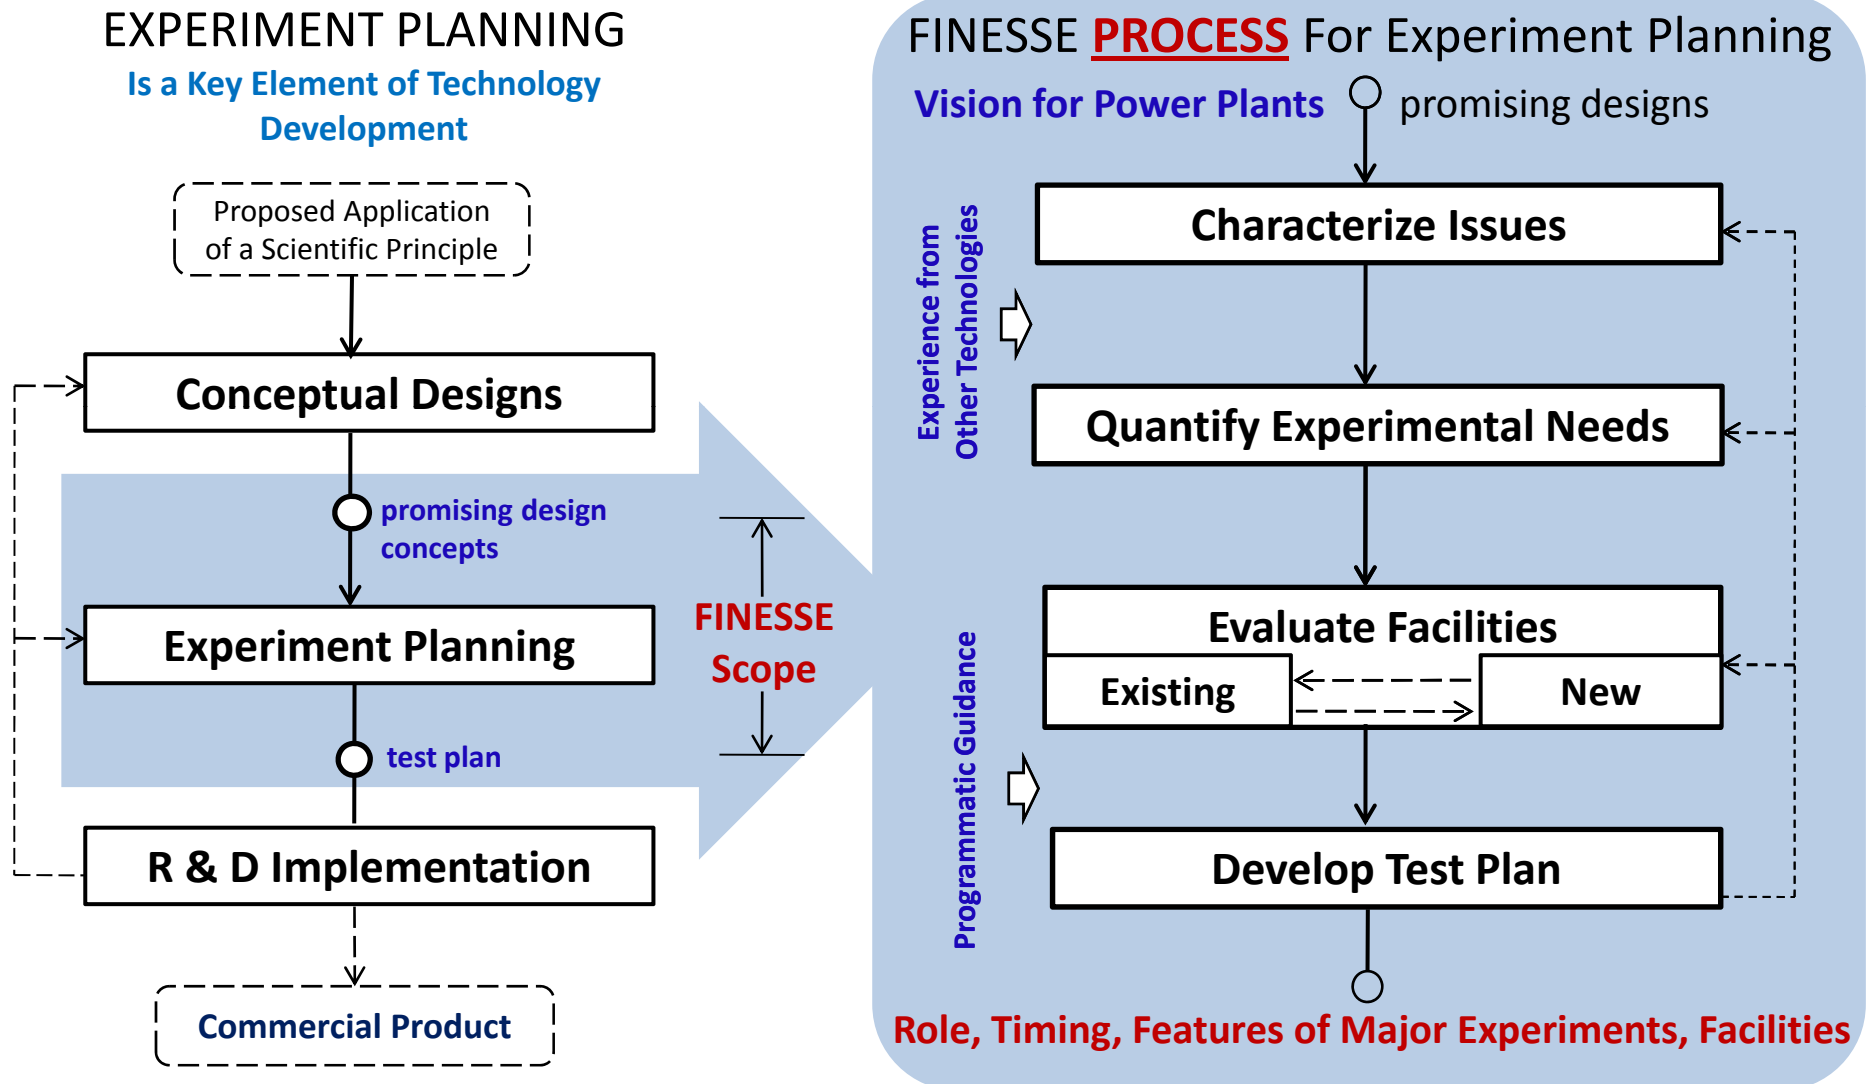 EXPERIMENT PLANNING
Is a Key Element of Technology
Development
Proposed Application
of a Scientific Principle
Conceptual Designs
promising design
concepts
Experiment Planning
FINESSE
Scope
test plan
R & D Implementation
Commercial Product
FINESSE PROCESS For Experiment Planning
Vision for Power Plants
promising designs
Characterize Issues
Experience from
Other Technologies
Quantify Experimental Needs
Evaluate Facilities
Existing
New
Programmatic Guidance
Develop Test Plan
Role, Timing, Features of Major Experiments, Facilities